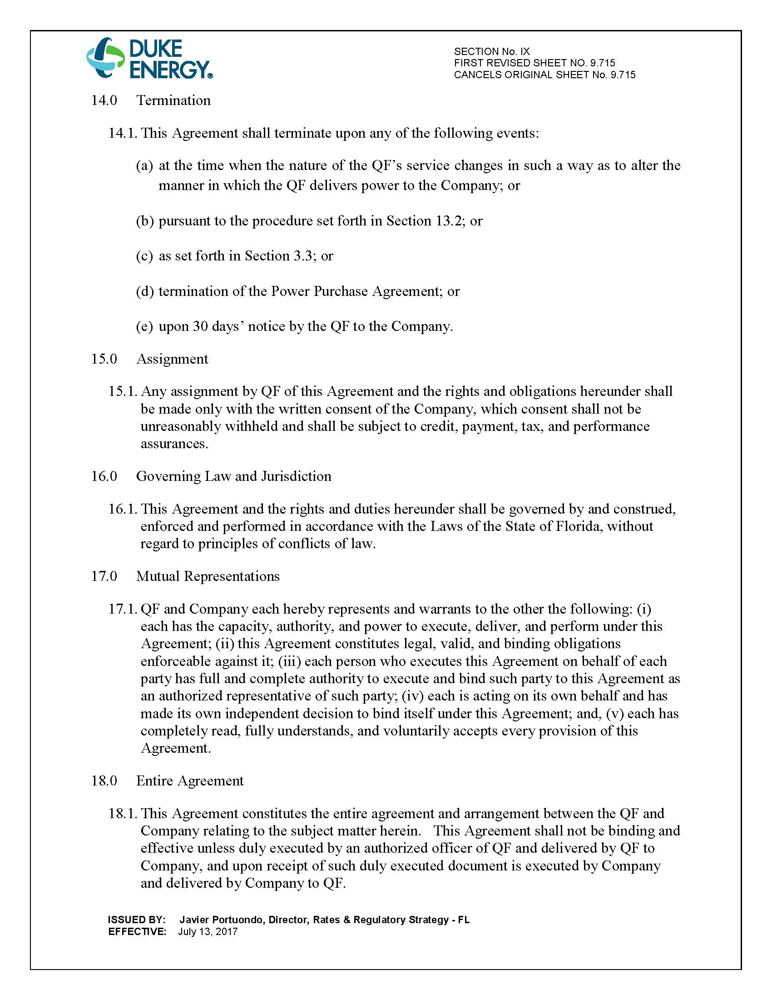 DUKE
ENERGY®
SECTION No. IX
FIRST REVISED SHEET NO. 9.715
CANCELS ORIGINAL SHEET No. 9.715
14.0 Termination
14.1. This Agreement shall terminate upon any of the following events:
(a) at the time when the nature of the QF’s service changes in such a way as to alter the
manner in which the QF delivers power to the Company; or
(b) pursuant to the procedure set forth in Section 13.2; or
(c) as set forth in Section 3.3; or
(d) termination of the Power Purchase Agreement; or
(e) upon 30 days’ notice by the QF to the Company.
15.0 Assignment
15.1. Any assignment by QF of this Agreement and the rights and obligations hereunder shall
be made only with the written consent of the Company, which consent shall not be
unreasonably withheld and shall be subject to credit, payment, tax, and performance
assurances.
16.0 Governing Law and Jurisdiction
16.1. This Agreement and the rights and duties hereunder shall be governed by and construed,
enforced and performed in accordance with the Laws of the State of Florida, without
regard to principles of conflicts of law.
17.0 Mutual Representations
17.1. QF and Company each hereby represents and warrants to the other the following: (i)
each has the capacity, authority, and power to execute, deliver, and perform under this
Agreement; (ii) this Agreement constitutes legal, valid, and binding obligations
enforceable against it; (iii) each person who executes this Agreement on behalf of each
party has full and complete authority to execute and bind such party to this Agreement as
an authorized representative of such party; (iv) each is acting on its own behalf and has
made its own independent decision to bind itself under this Agreement; and, (v) each has
completely read, fully understands, and voluntarily accepts every provision of this
Agreement.
18.0 Entire Agreement
18.1. This Agreement constitutes the entire agreement and arrangement between the QF and
Company relating to the subject matter herein. This Agreement shall not be binding and
effective unless duly executed by an authorized officer of QF and delivered by QF to
Company, and upon receipt of such duly executed document is executed by Company
and delivered by Company to QF.
ISSUED BY: Javier Portuondo, Director, Rates & Regulatory Strategy - FL
EFFECTIVE: July 13, 2017